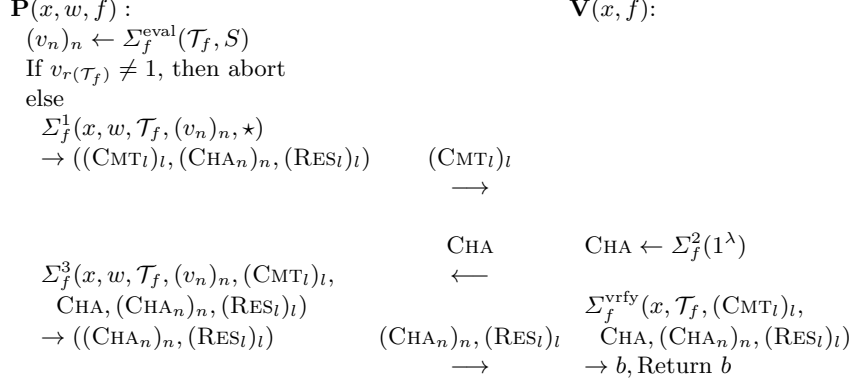 P(x, w, f) : V(x, f):
(v_n)_n ← Σ_f^eval(𝒯_f, S)
If v_{r(𝒯_f)} ≠ 1, then abort
else
Σ_f^1(x, w, 𝒯_f, (v_n)_n, ⋆)
→ ((CMT_l)_l, (CHA_n)_n, (RES_l)_l) (CMT_l)_l
⟶
CHA CHA ← Σ_f^2(1^λ)
Σ_f^3(x, w, 𝒯_f, (v_n)_n, (CMT_l)_l, ⟵
CHA, (CHA_n)_n, (RES_l)_l) Σ_f^vrfy(x, 𝒯_f, (CMT_l)_l,
→ ((CHA_n)_n, (RES_l)_l) (CHA_n)_n, (RES_l)_l CHA, (CHA_n)_n, (RES_l)_l)
⟶ → b, Return b